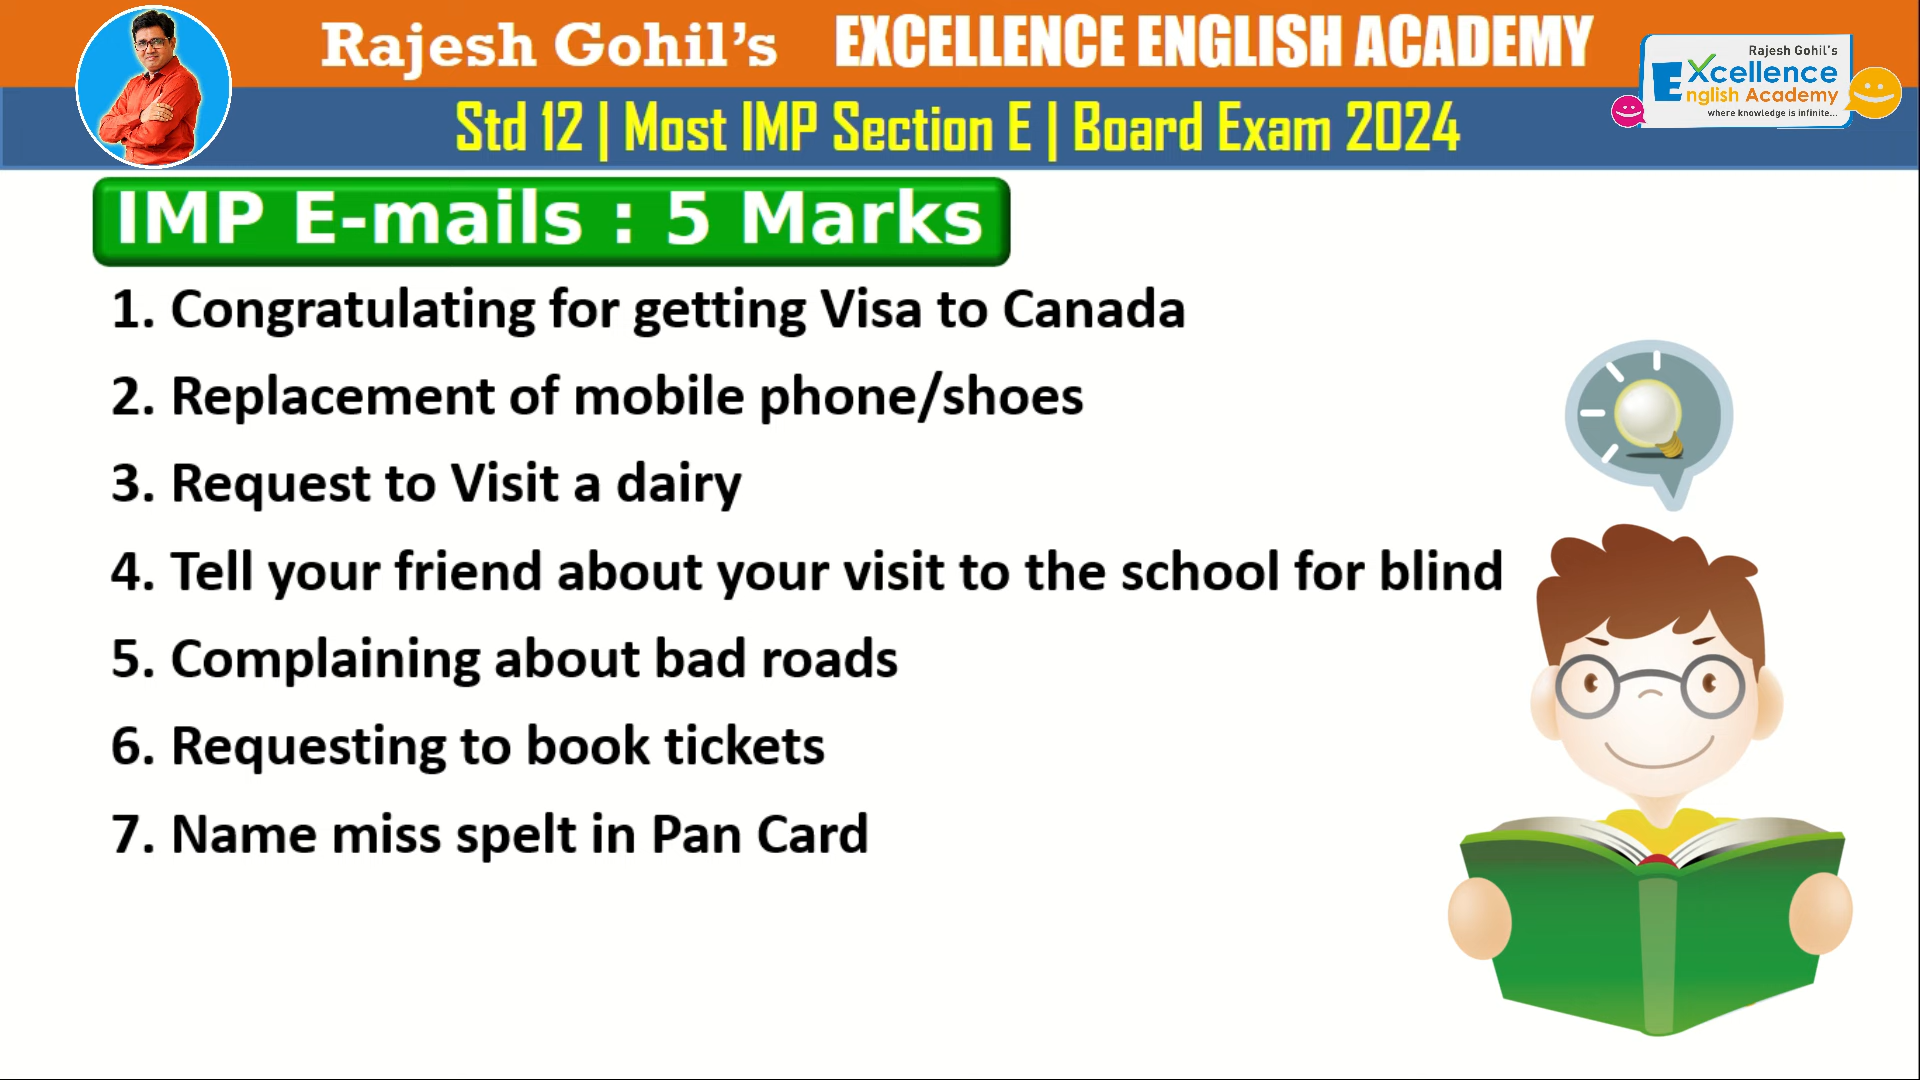 Rajesh Gohil's EXCELLENCE ENGLISH ACADEMY
Rajesh Gohil's
EXcellence
English Academy
where knowledge is infinite...
Std 12 | Most IMP Section E | Board Exam 2024
IMP E-mails : 5 Marks
1. Congratulating for getting Visa to Canada
2. Replacement of mobile phone/shoes
3. Request to Visit a dairy
4. Tell your friend about your visit to the school for blind
5. Complaining about bad roads
6. Requesting to book tickets
7. Name miss spelt in Pan Card